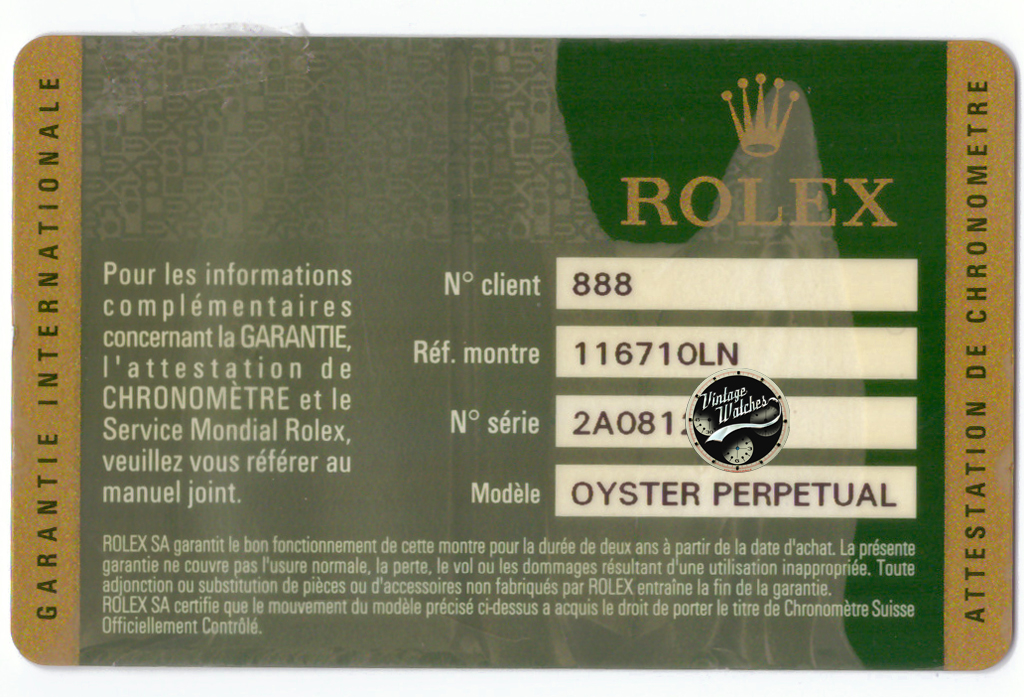 GARANTIE INTERNATIONALE
ROLEX
Pour les informations
complémentaires
concernant la GARANTIE,
l'attestation de
CHRONOMÈTRE et le
Service Mondial Rolex,
veuillez vous référer au
manuel joint.
N° client 888
Réf. montre 116710LN
N° série 2A081
Vintage
Watches
Modèle OYSTER PERPETUAL
ROLEX SA garantit le bon fonctionnement de cette montre pour la durée de deux ans à partir de la date d'achat. La présente
garantie ne couvre pas l'usure normale, la perte, le vol ou les dommages résultant d'une utilisation inappropriée. Toute
adjonction ou substitution de pièces ou d'accessoires non fabriqués par ROLEX entraîne la fin de la garantie.
ROLEX SA certifie que le mouvement du modèle précisé ci-dessus a acquis le droit de porter le titre de Chronomètre Suisse
Officiellement Contrôlé.
ATTESTATION DE CHRONOMETRE